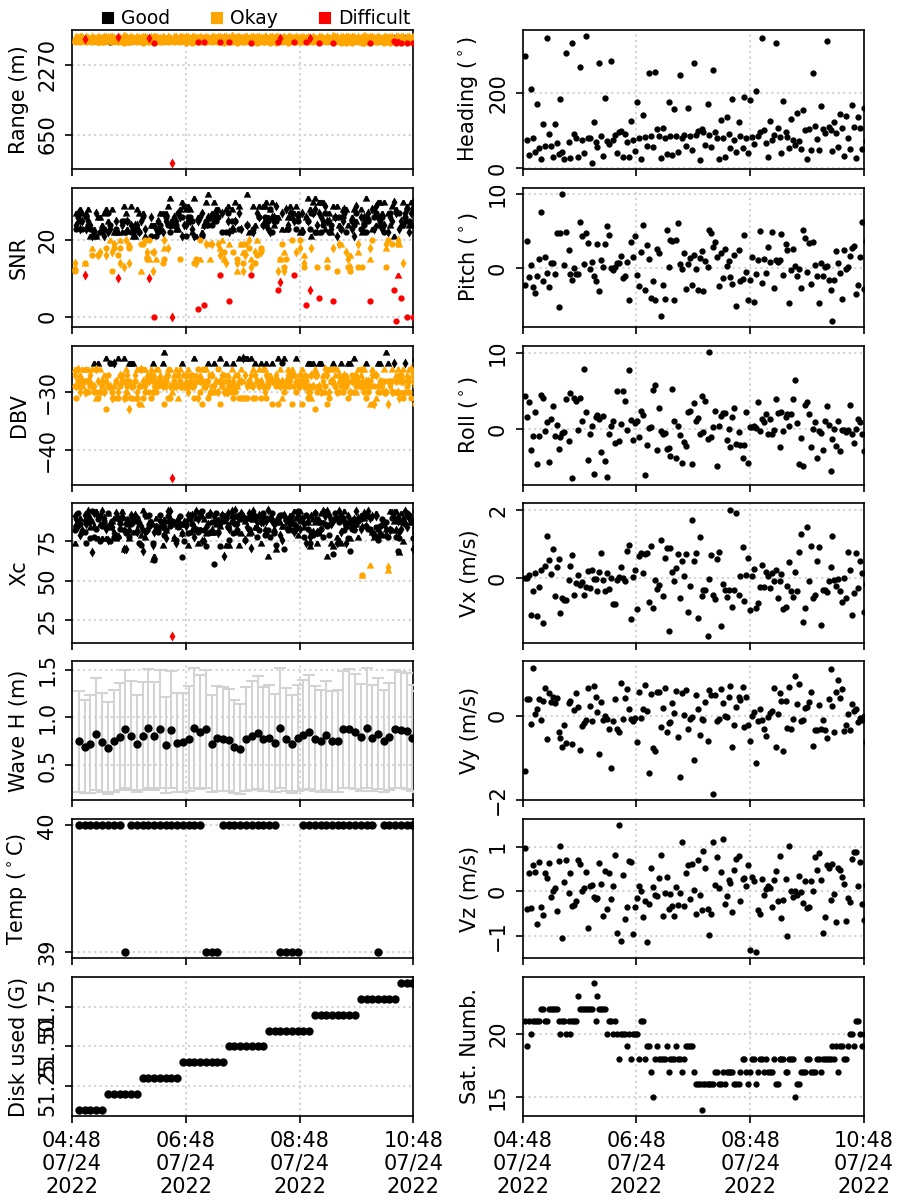 Good Okay Difficult
Range (m)
2270
650
Heading (°)
200
0
SNR
20
0
Pitch (°)
10
0
DBV
−30
−40
Roll (°)
10
0
Xc
75
50
25
Vx (m/s)
2
0
Wave H (m)
1.5
1.0
0.5
Vy (m/s)
0
−2
Temp (°C)
40
39
Vz (m/s)
1
0
−1
Disk used (G)
51.75
51.50
51.25
Sat. Numb.
20
15
04:48 06:48 08:48 10:48 04:48 06:48 08:48 10:48
07/24 07/24 07/24 07/24 07/24 07/24 07/24 07/24
2022 2022 2022 2022 2022 2022 2022 2022